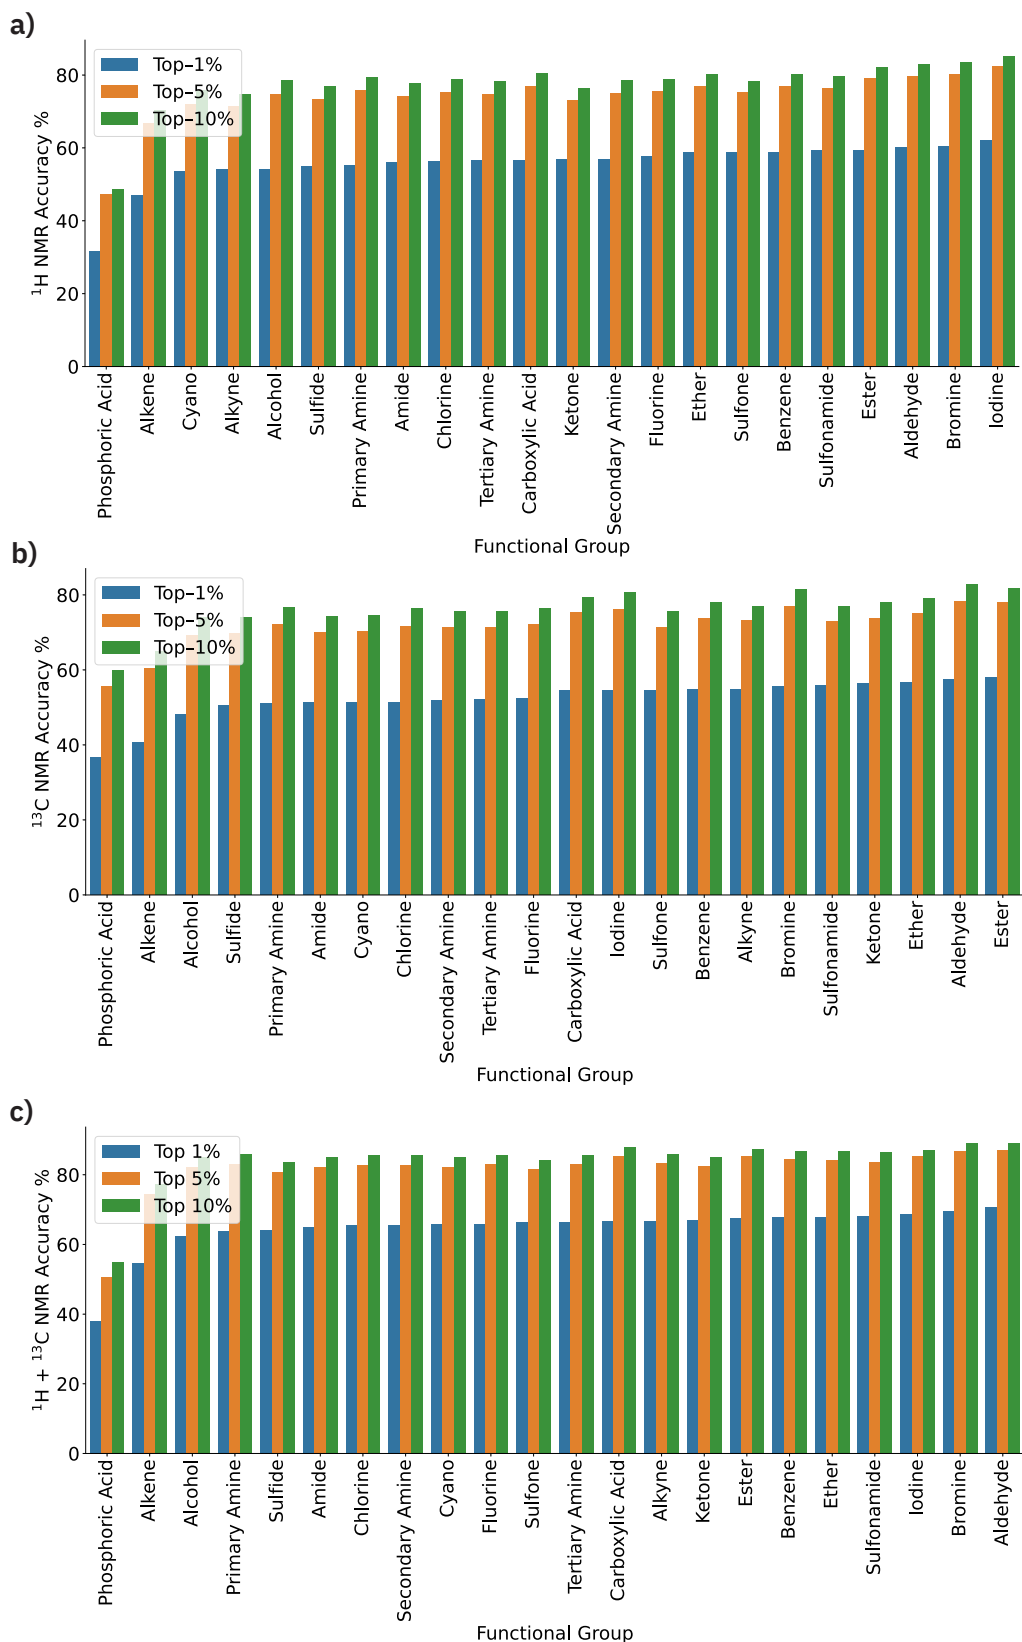 a)
Top–1%
Top–5%
Top–10%
¹H NMR Accuracy %
80
60
40
20
0
Phosphoric Acid
Alkene
Cyano
Alkyne
Alcohol
Sulfide
Primary Amine
Amide
Chlorine
Tertiary Amine
Carboxylic Acid
Ketone
Secondary Amine
Fluorine
Ether
Sulfone
Benzene
Sulfonamide
Ester
Aldehyde
Bromine
Iodine
Functional Group
b)
Top–1%
Top–5%
Top–10%
¹³C NMR Accuracy %
80
60
40
20
0
Phosphoric Acid
Alkene
Alcohol
Sulfide
Primary Amine
Amide
Cyano
Chlorine
Secondary Amine
Tertiary Amine
Fluorine
Carboxylic Acid
Iodine
Sulfone
Benzene
Alkyne
Bromine
Sulfonamide
Ketone
Ether
Aldehyde
Ester
Functional Group
c)
Top 1%
Top 5%
Top 10%
¹H + ¹³C NMR Accuracy %
80
60
40
20
0
Phosphoric Acid
Alkene
Alcohol
Primary Amine
Sulfide
Amide
Chlorine
Secondary Amine
Cyano
Fluorine
Sulfone
Tertiary Amine
Carboxylic Acid
Alkyne
Ketone
Ester
Benzene
Ether
Sulfonamide
Iodine
Bromine
Aldehyde
Functional Group